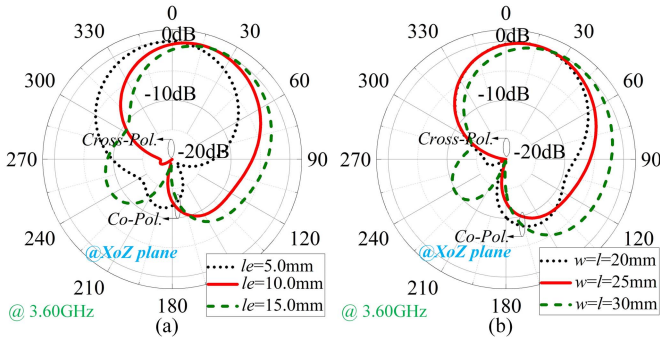 0
330
0dB
30
300
-10dB
60
Cross-Pol.
-20dB
270
90
Co-Pol.
240
120
@XoZ plane
210
180
le=5.0mm
le=10.0mm
le=15.0mm
@ 3.60GHz
(a)
0
330
0dB
30
300
-10dB
60
Cross-Pol.
-20dB
270
90
Co-Pol.
240
120
@XoZ plane
210
180
w=l=20mm
w=l=25mm
w=l=30mm
@ 3.60GHz
(b)